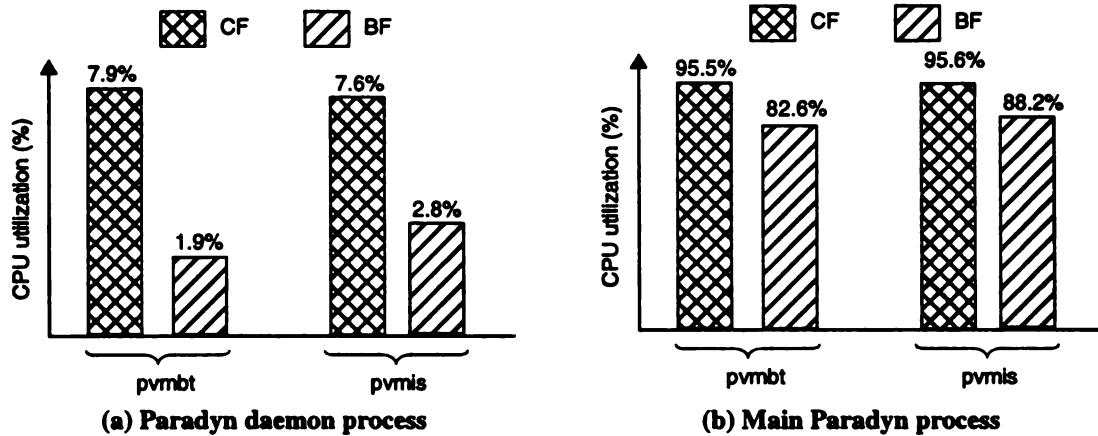 CF BF
CPU utilization (%)
7.9%
1.9%
7.6%
2.8%
pvmbt pvmis
(a) Paradyn daemon process
CF BF
CPU utilization (%)
95.5%
82.6%
95.6%
88.2%
pvmbt pvmis
(b) Main Paradyn process